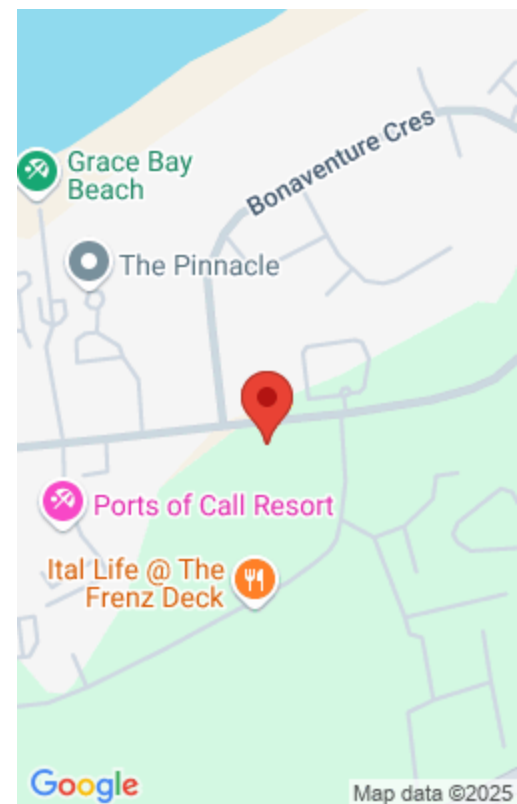 Bonaventure Cres
Grace Bay
Beach
The Pinnacle
Ports of Call Resort
Ital Life @ The
Frenz Deck
Google
Map data ©2025